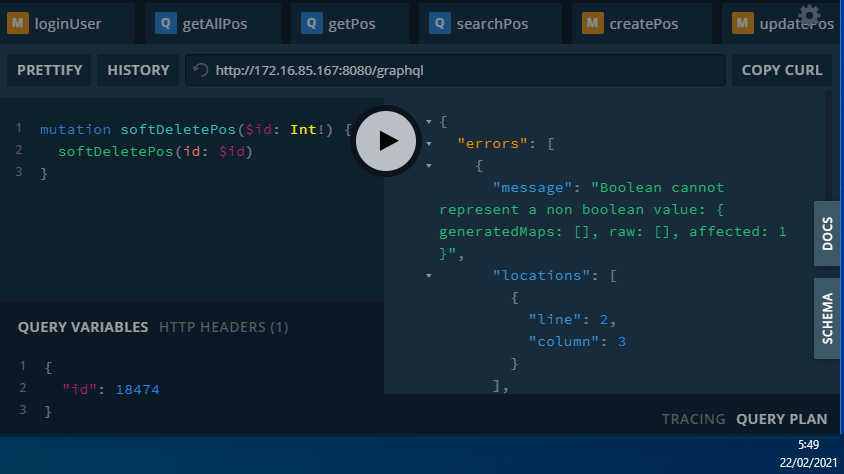 M loginUser
Q getAllPos
Q getPos
Q searchPos
M createPos
M updatePos
PRETTIFY
HISTORY
http://172.16.85.167:8080/graphql
COPY CURL
1 mutation softDeletePos($id: Int!) {
2 softDeletePos(id: $id)
3 }
{
"errors": [
{
"message": "Boolean cannot
represent a non boolean value: {
generatedMaps: [], raw: [], affected: 1
}",
"locations": [
{
"line": 2,
"column": 3
}
],
DOCS
SCHEMA
QUERY VARIABLES HTTP HEADERS (1)
1 {
2 "id": 18474
3 }
TRACING QUERY PLAN
5:49
22/02/2021